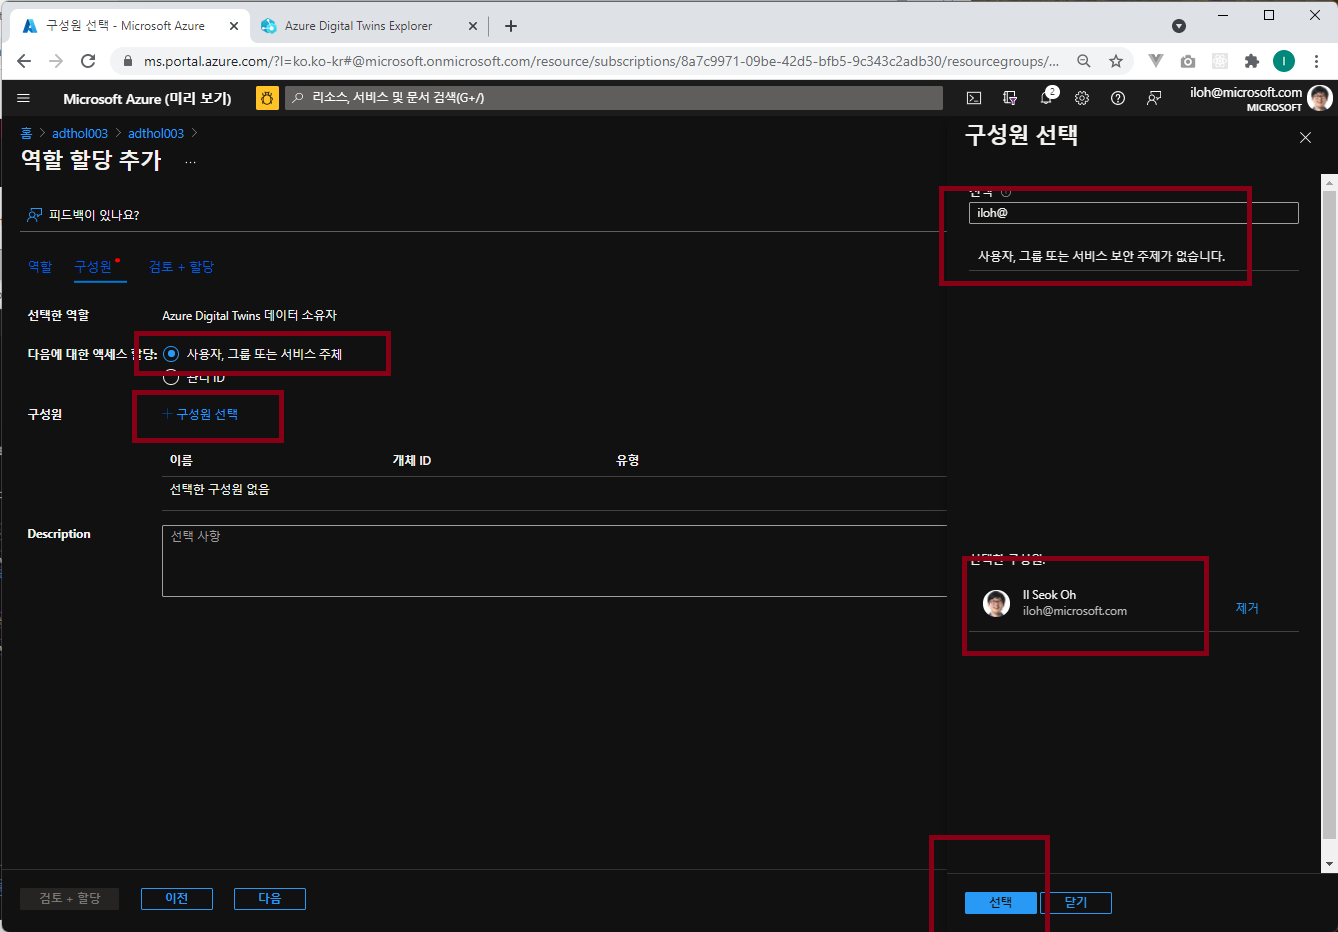 구성원 선택 - Microsoft Azure
Azure Digital Twins Explorer
ms.portal.azure.com/?l=ko.ko-kr#@microsoft.onmicrosoft.com/resource/subscriptions/8a7c9971-09be-42d5-bfb5-9c343c2adb30/resourcegroups/...
I
Microsoft Azure (미리 보기)
리소스, 서비스 및 문서 검색(G+/)
2
iloh@microsoft.com
MICROSOFT
홈 > adthol003 > adthol003 >
역할 할당 추가 ...
피드백이 있나요?
역할
구성원
검토 + 할당
선택한 역할
Azure Digital Twins 데이터 소유자
다음에 대한 액세스 할당:
사용자, 그룹 또는 서비스 주체
관리 ID
구성원
+ 구성원 선택
이름
개체 ID
유형
선택한 구성원 없음
Description
선택 사항
검토 + 할당
이전
다음
구성원 선택
선택
iloh@
사용자, 그룹 또는 서비스 보안 주체가 없습니다.
선택한 구성원:
Il Seok Oh
iloh@microsoft.com
제거
선택
닫기